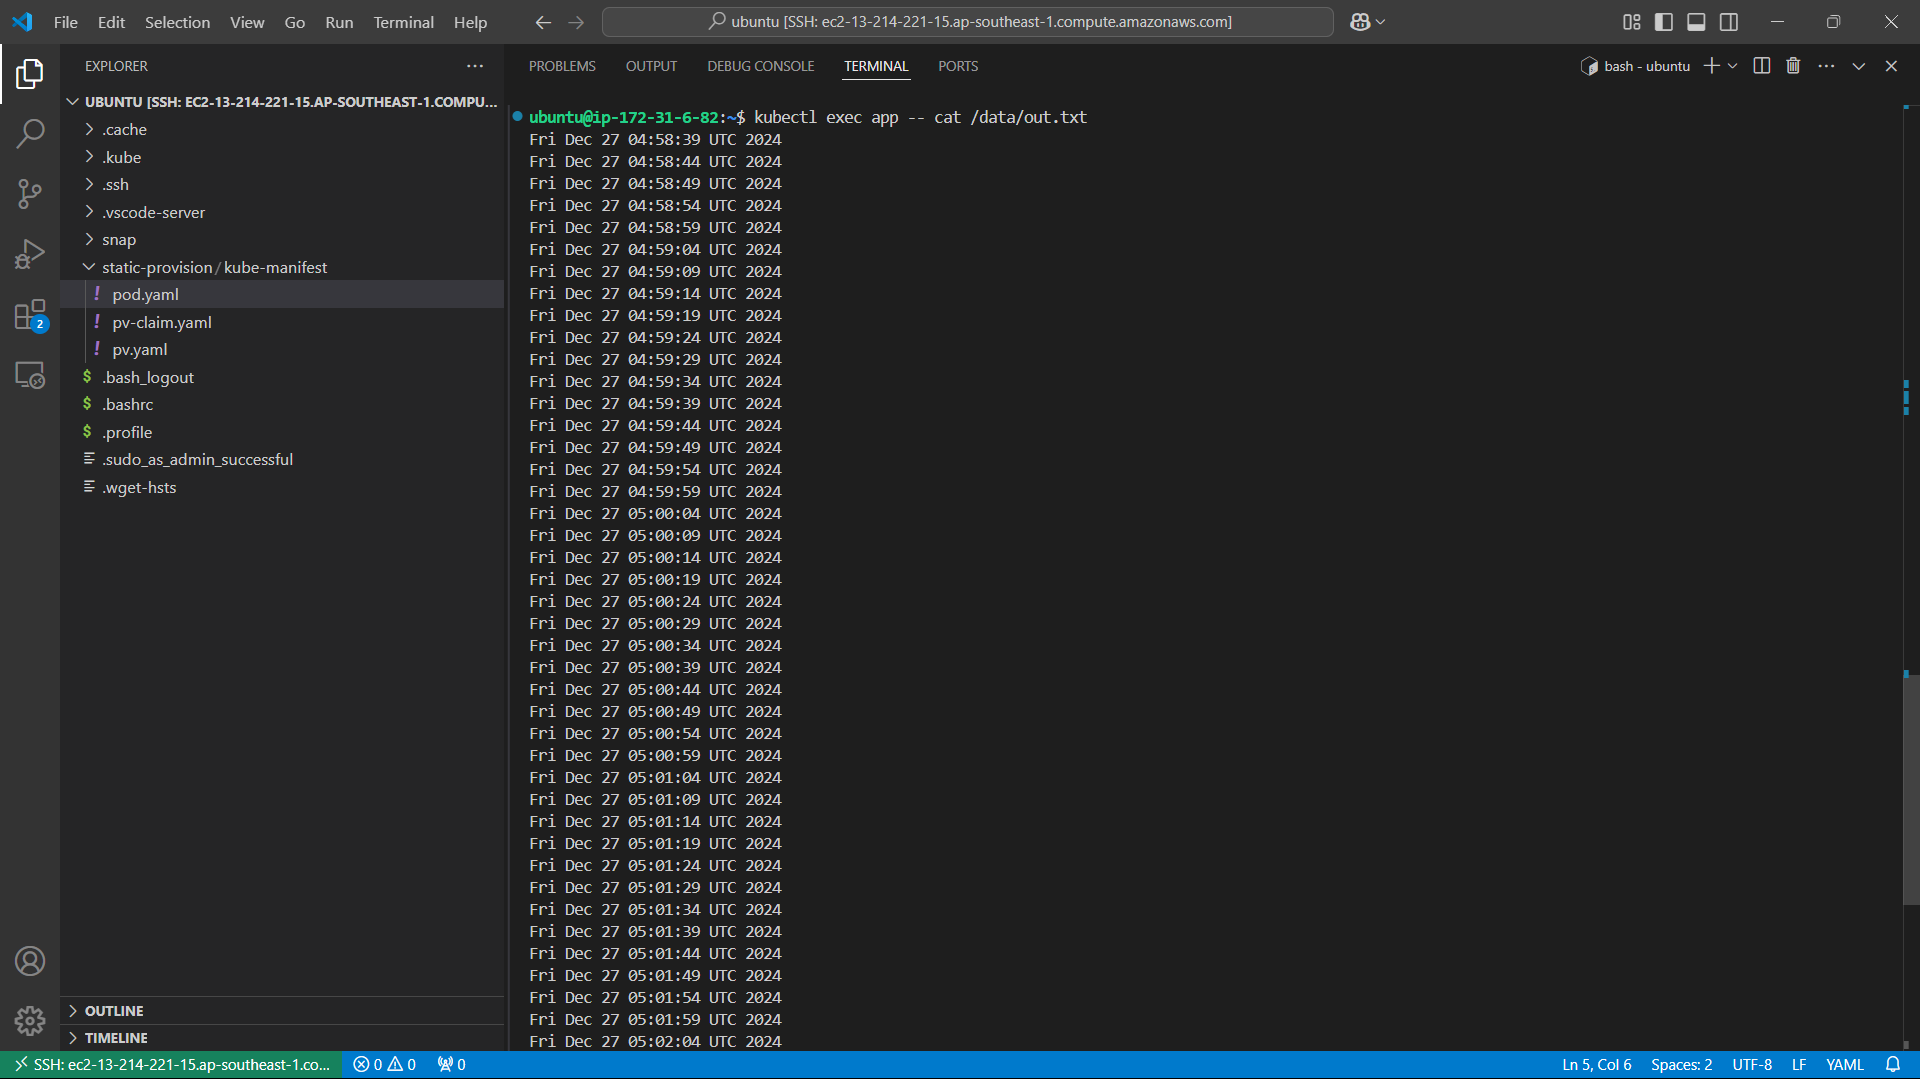 File Edit Selection View Go Run Terminal Help
ubuntu [SSH: ec2-13-214-221-15.ap-southeast-1.compute.amazonaws.com]
EXPLORER
UBUNTU [SSH: EC2-13-214-221-15.AP-SOUTHEAST-1.COMPU...
.cache
.kube
.ssh
.vscode-server
snap
static-provision / kube-manifest
! pod.yaml
! pv-claim.yaml
! pv.yaml
$ .bash_logout
$ .bashrc
$ .profile
.sudo_as_admin_successful
.wget-hsts
2
OUTLINE
TIMELINE
PROBLEMS OUTPUT DEBUG CONSOLE TERMINAL PORTS
bash - ubuntu
ubuntu@ip-172-31-6-82:~$ kubectl exec app -- cat /data/out.txt
Fri Dec 27 04:58:39 UTC 2024
Fri Dec 27 04:58:44 UTC 2024
Fri Dec 27 04:58:49 UTC 2024
Fri Dec 27 04:58:54 UTC 2024
Fri Dec 27 04:58:59 UTC 2024
Fri Dec 27 04:59:04 UTC 2024
Fri Dec 27 04:59:09 UTC 2024
Fri Dec 27 04:59:14 UTC 2024
Fri Dec 27 04:59:19 UTC 2024
Fri Dec 27 04:59:24 UTC 2024
Fri Dec 27 04:59:29 UTC 2024
Fri Dec 27 04:59:34 UTC 2024
Fri Dec 27 04:59:39 UTC 2024
Fri Dec 27 04:59:44 UTC 2024
Fri Dec 27 04:59:49 UTC 2024
Fri Dec 27 04:59:54 UTC 2024
Fri Dec 27 04:59:59 UTC 2024
Fri Dec 27 05:00:04 UTC 2024
Fri Dec 27 05:00:09 UTC 2024
Fri Dec 27 05:00:14 UTC 2024
Fri Dec 27 05:00:19 UTC 2024
Fri Dec 27 05:00:24 UTC 2024
Fri Dec 27 05:00:29 UTC 2024
Fri Dec 27 05:00:34 UTC 2024
Fri Dec 27 05:00:39 UTC 2024
Fri Dec 27 05:00:44 UTC 2024
Fri Dec 27 05:00:49 UTC 2024
Fri Dec 27 05:00:54 UTC 2024
Fri Dec 27 05:00:59 UTC 2024
Fri Dec 27 05:01:04 UTC 2024
Fri Dec 27 05:01:09 UTC 2024
Fri Dec 27 05:01:14 UTC 2024
Fri Dec 27 05:01:19 UTC 2024
Fri Dec 27 05:01:24 UTC 2024
Fri Dec 27 05:01:29 UTC 2024
Fri Dec 27 05:01:34 UTC 2024
Fri Dec 27 05:01:39 UTC 2024
Fri Dec 27 05:01:44 UTC 2024
Fri Dec 27 05:01:49 UTC 2024
Fri Dec 27 05:01:54 UTC 2024
Fri Dec 27 05:01:59 UTC 2024
Fri Dec 27 05:02:04 UTC 2024
SSH: ec2-13-214-221-15.ap-southeast-1.co... 0 0 0 Ln 5, Col 6 Spaces: 2 UTF-8 LF YAML